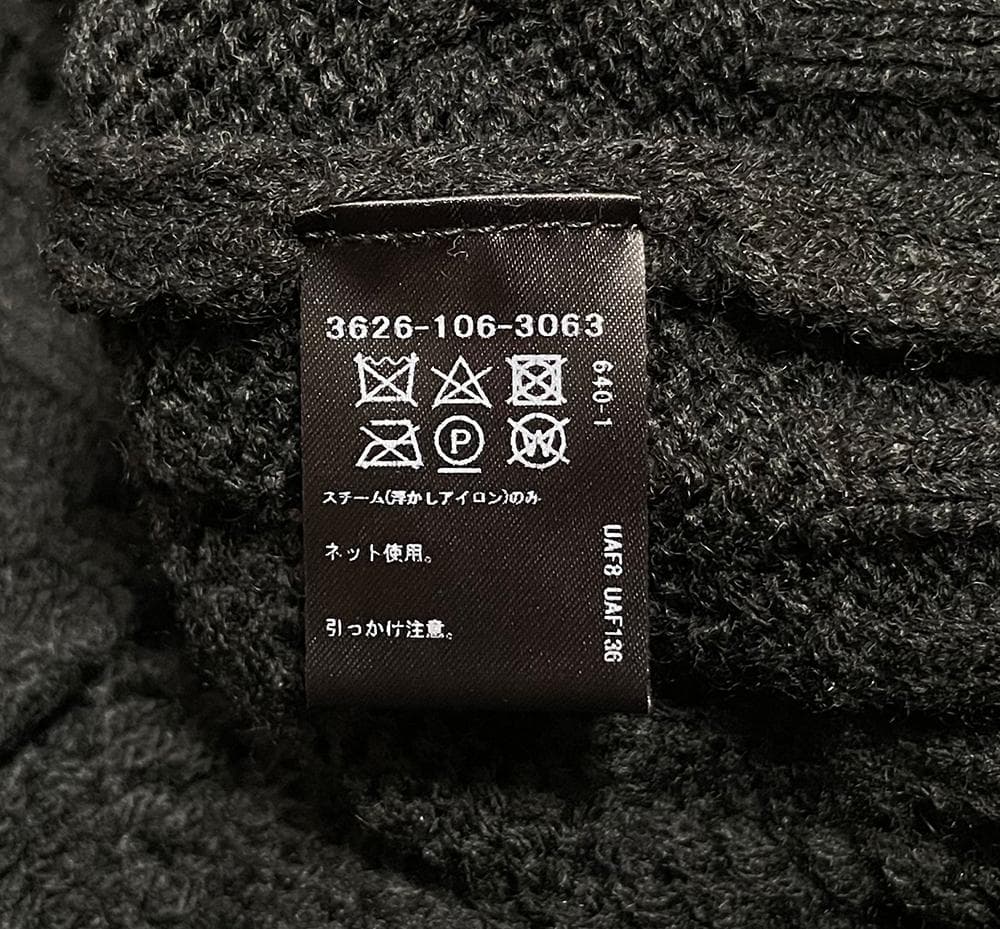 3626-106-3063
640-1
P
W
スチーム(浮かしアイロン)のみ
ネット使用。
引っかけ注意。
UAF8 UAF136